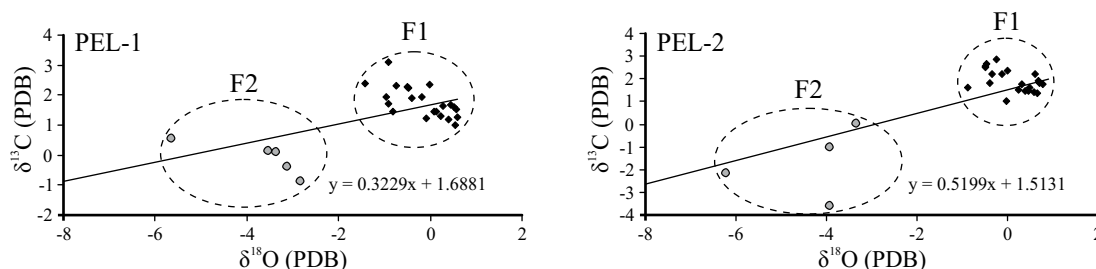 PEL-1
F1
F2
y = 0.3229x + 1.6881
δ¹³C (PDB)
4
3
2
1
0
-1
-2
-8
-6
-4
-2
0
2
δ¹⁸O (PDB)
PEL-2
F1
F2
y = 0.5199x + 1.5131
δ¹³C (PDB)
4
3
2
1
0
-1
-2
-3
-4
-8
-6
-4
-2
0
2
δ¹⁸O (PDB)